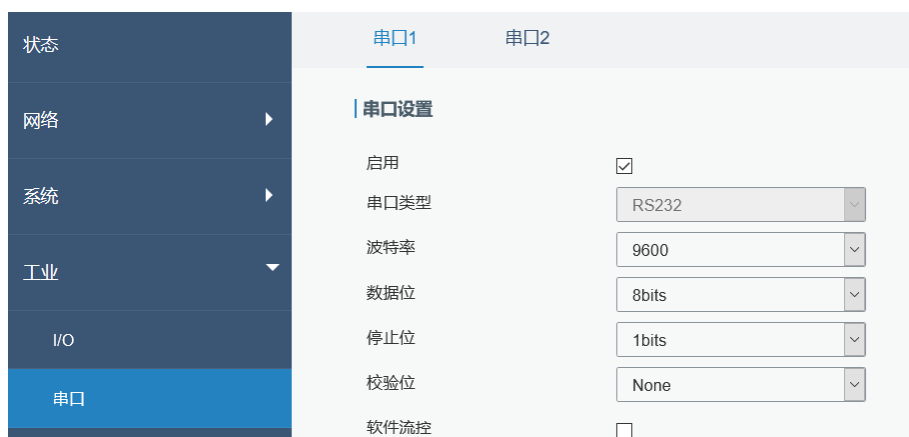 状态
网络
系统
工业
I/O
串口
串口1 串口2
串口设置
启用
串口类型 RS232
波特率 9600
数据位 8bits
停止位 1bits
校验位 None
软件流控